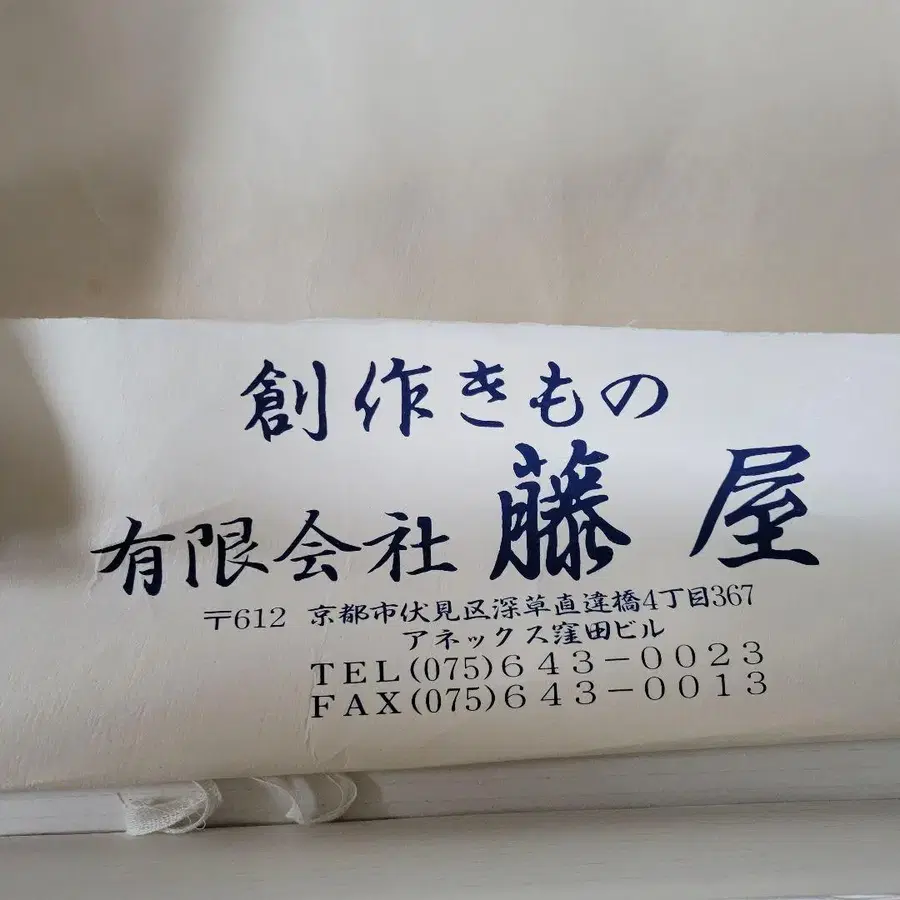 創作きもの
有限会社 藤屋
〒612 京都市伏見区深草直違橋4丁目367
アネックス窪田ビル
TEL(075)643-0023
FAX(075)643-0013